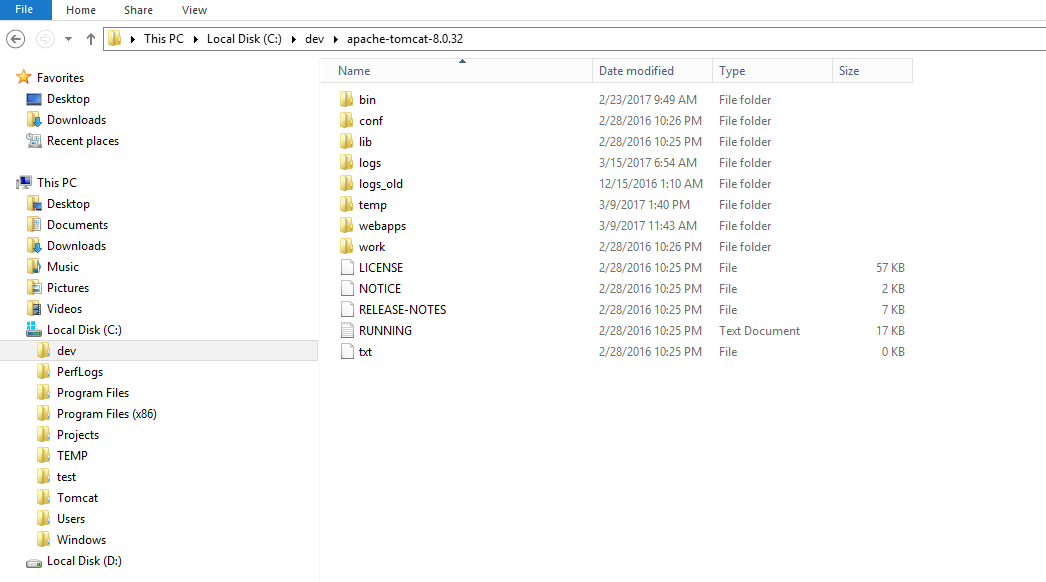 File Home Share View
This PC Local Disk (C:) dev apache-tomcat-8.0.32
Favorites
Desktop
Downloads
Recent places
This PC
Desktop
Documents
Downloads
Music
Pictures
Videos
Local Disk (C:)
dev
PerfLogs
Program Files
Program Files (x86)
Projects
TEMP
test
Tomcat
Users
Windows
Local Disk (D:)
Name Date modified Type Size
bin 2/23/2017 9:49 AM File folder
conf 2/28/2016 10:26 PM File folder
lib 2/28/2016 10:25 PM File folder
logs 3/15/2017 6:54 AM File folder
logs_old 12/15/2016 1:10 AM File folder
temp 3/9/2017 1:40 PM File folder
webapps 3/9/2017 11:43 AM File folder
work 2/28/2016 10:26 PM File folder
LICENSE 2/28/2016 10:25 PM File 57 KB
NOTICE 2/28/2016 10:25 PM File 2 KB
RELEASE-NOTES 2/28/2016 10:25 PM File 7 KB
RUNNING 2/28/2016 10:25 PM Text Document 17 KB
txt 2/28/2016 10:25 PM File 0 KB